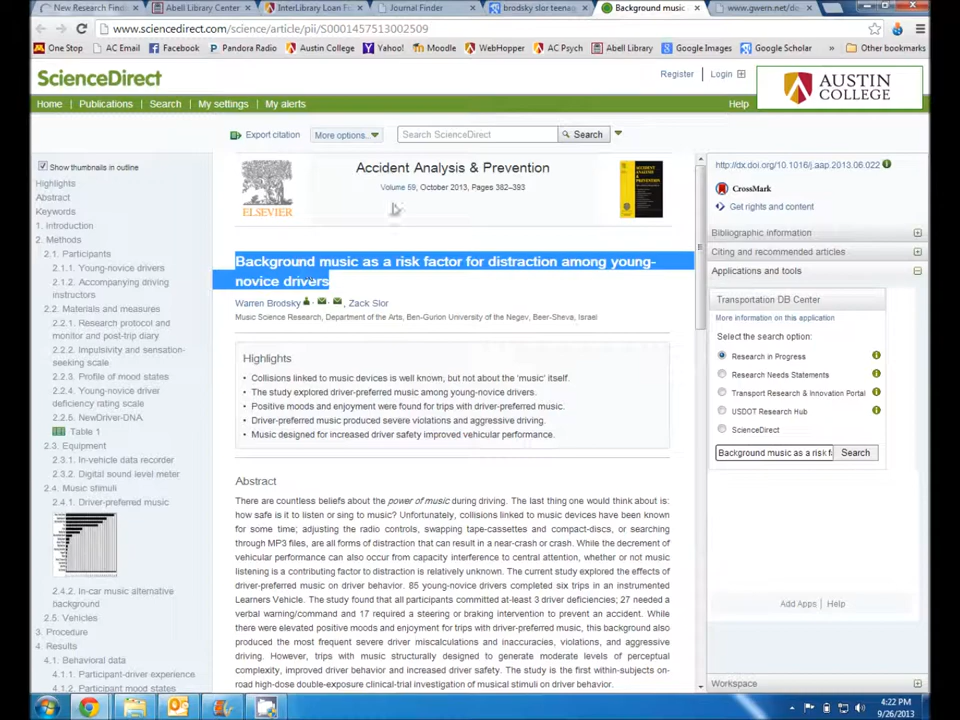 New Research Findin
Abell Library Center
InterLibrary Loan Fo
Journal Finder
brodsky slor teenag
Background music
www.gwern.net/do
www.sciencedirect.com/science/article/pii/S0001457513002509
One Stop
AC Email
Facebook
Pandora Radio
Austin College
Yahoo!
Moodle
WebHopper
AC Psych
Abell Library
Google Images
Google Scholar
»
Other bookmarks
ScienceDirect
Register
Login
AUSTIN
COLLEGE
Home | Publications | Search | My settings | My alerts
Help
Export citation
More options...
Search ScienceDirect
Search
Show thumbnails in outline
Highlights
Abstract
Keywords
1. Introduction
2. Methods
2.1. Participants
2.1.1. Young-novice drivers
2.1.2. Accompanying driving
instructors
2.2. Materials and measures
2.2.1. Research protocol and
monitor and post-trip diary
2.2.2. Impulsivity and sensation-
seeking scale
2.2.3. Profile of mood states
2.2.4. Young-novice driver
deficiency rating scale
2.2.5. NewDriver-DNA
Table 1
2.3. Equipment
2.3.1. In-vehicle data recorder
2.3.2. Digital sound level meter
2.4. Music stimuli
2.4.1. Driver-preferred music
2.4.2. In-car music alternative
background
2.5. Vehicles
3. Procedure
4. Results
4.1. Behavioral data
4.1.1. Participant-driver experience
4.1.2. Participant mood states
ELSEVIER
Accident Analysis & Prevention
Volume 59, October 2013, Pages 382–393
Background music as a risk factor for distraction among young-
novice drivers
Warren Brodsky, Zack Slor
Music Science Research, Department of the Arts, Ben-Gurion University of the Negev, Beer-Sheva, Israel
Highlights
• Collisions linked to music devices is well known, but not about the 'music' itself.
• The study explored driver-preferred music among young-novice drivers.
• Positive moods and enjoyment were found for trips with driver-preferred music.
• Driver-preferred music produced severe violations and aggressive driving.
• Music designed for increased driver safety improved vehicular performance.
Abstract
There are countless beliefs about the power of music during driving. The last thing one would think about is:
how safe is it to listen or sing to music? Unfortunately, collisions linked to music devices have been known
for some time; adjusting the radio controls, swapping tape-cassettes and compact-discs, or searching
through MP3 files, are all forms of distraction that can result in a near-crash or crash. While the decrement of
vehicular performance can also occur from capacity interference to central attention, whether or not music
listening is a contributing factor to distraction is relatively unknown. The current study explored the effects of
driver-preferred music on driver behavior. 85 young-novice drivers completed six trips in an instrumented
Learners Vehicle. The study found that all participants committed at-least 3 driver deficiencies; 27 needed a
verbal warning/command and 17 required a steering or braking intervention to prevent an accident. While
there were elevated positive moods and enjoyment for trips with driver-preferred music, this background also
produced the most frequent severe driver miscalculations and inaccuracies, violations, and aggressive
driving. However, trips with music structurally designed to generate moderate levels of perceptual
complexity, improved driver behavior and increased driver safety. The study is the first within-subjects on-
road high-dose double-exposure clinical-trial investigation of musical stimuli on driver behavior.
http://dx.doi.org/10.1016/j.aap.2013.06.022
CrossMark
Get rights and content
Bibliographic information
Citing and recommended articles
Applications and tools
Transportation DB Center
More information on this application
Select the search option:
Research in Progress
Research Needs Statements
Transport Research & Innovation Portal
USDOT Research Hub
ScienceDirect
Background music as a risk f
Search
Add Apps | Help
Workspace
4:22 PM
9/26/2013